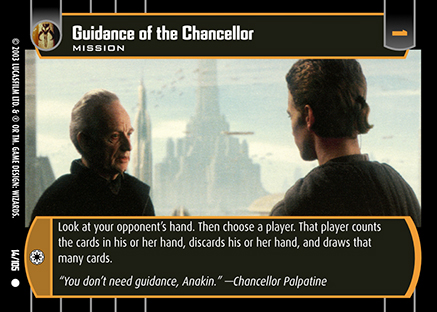 Guidance of the Chancellor
MISSION
1
Look at your opponent's hand. Then choose a player. That player counts
the cards in his or her hand, discards his or her hand, and draws that
many cards.
"You don't need guidance, Anakin." —Chancellor Palpatine
© 2003 LUCASFILM LTD. & ® OR TM. GAME DESIGN: WIZARDS.
14/105